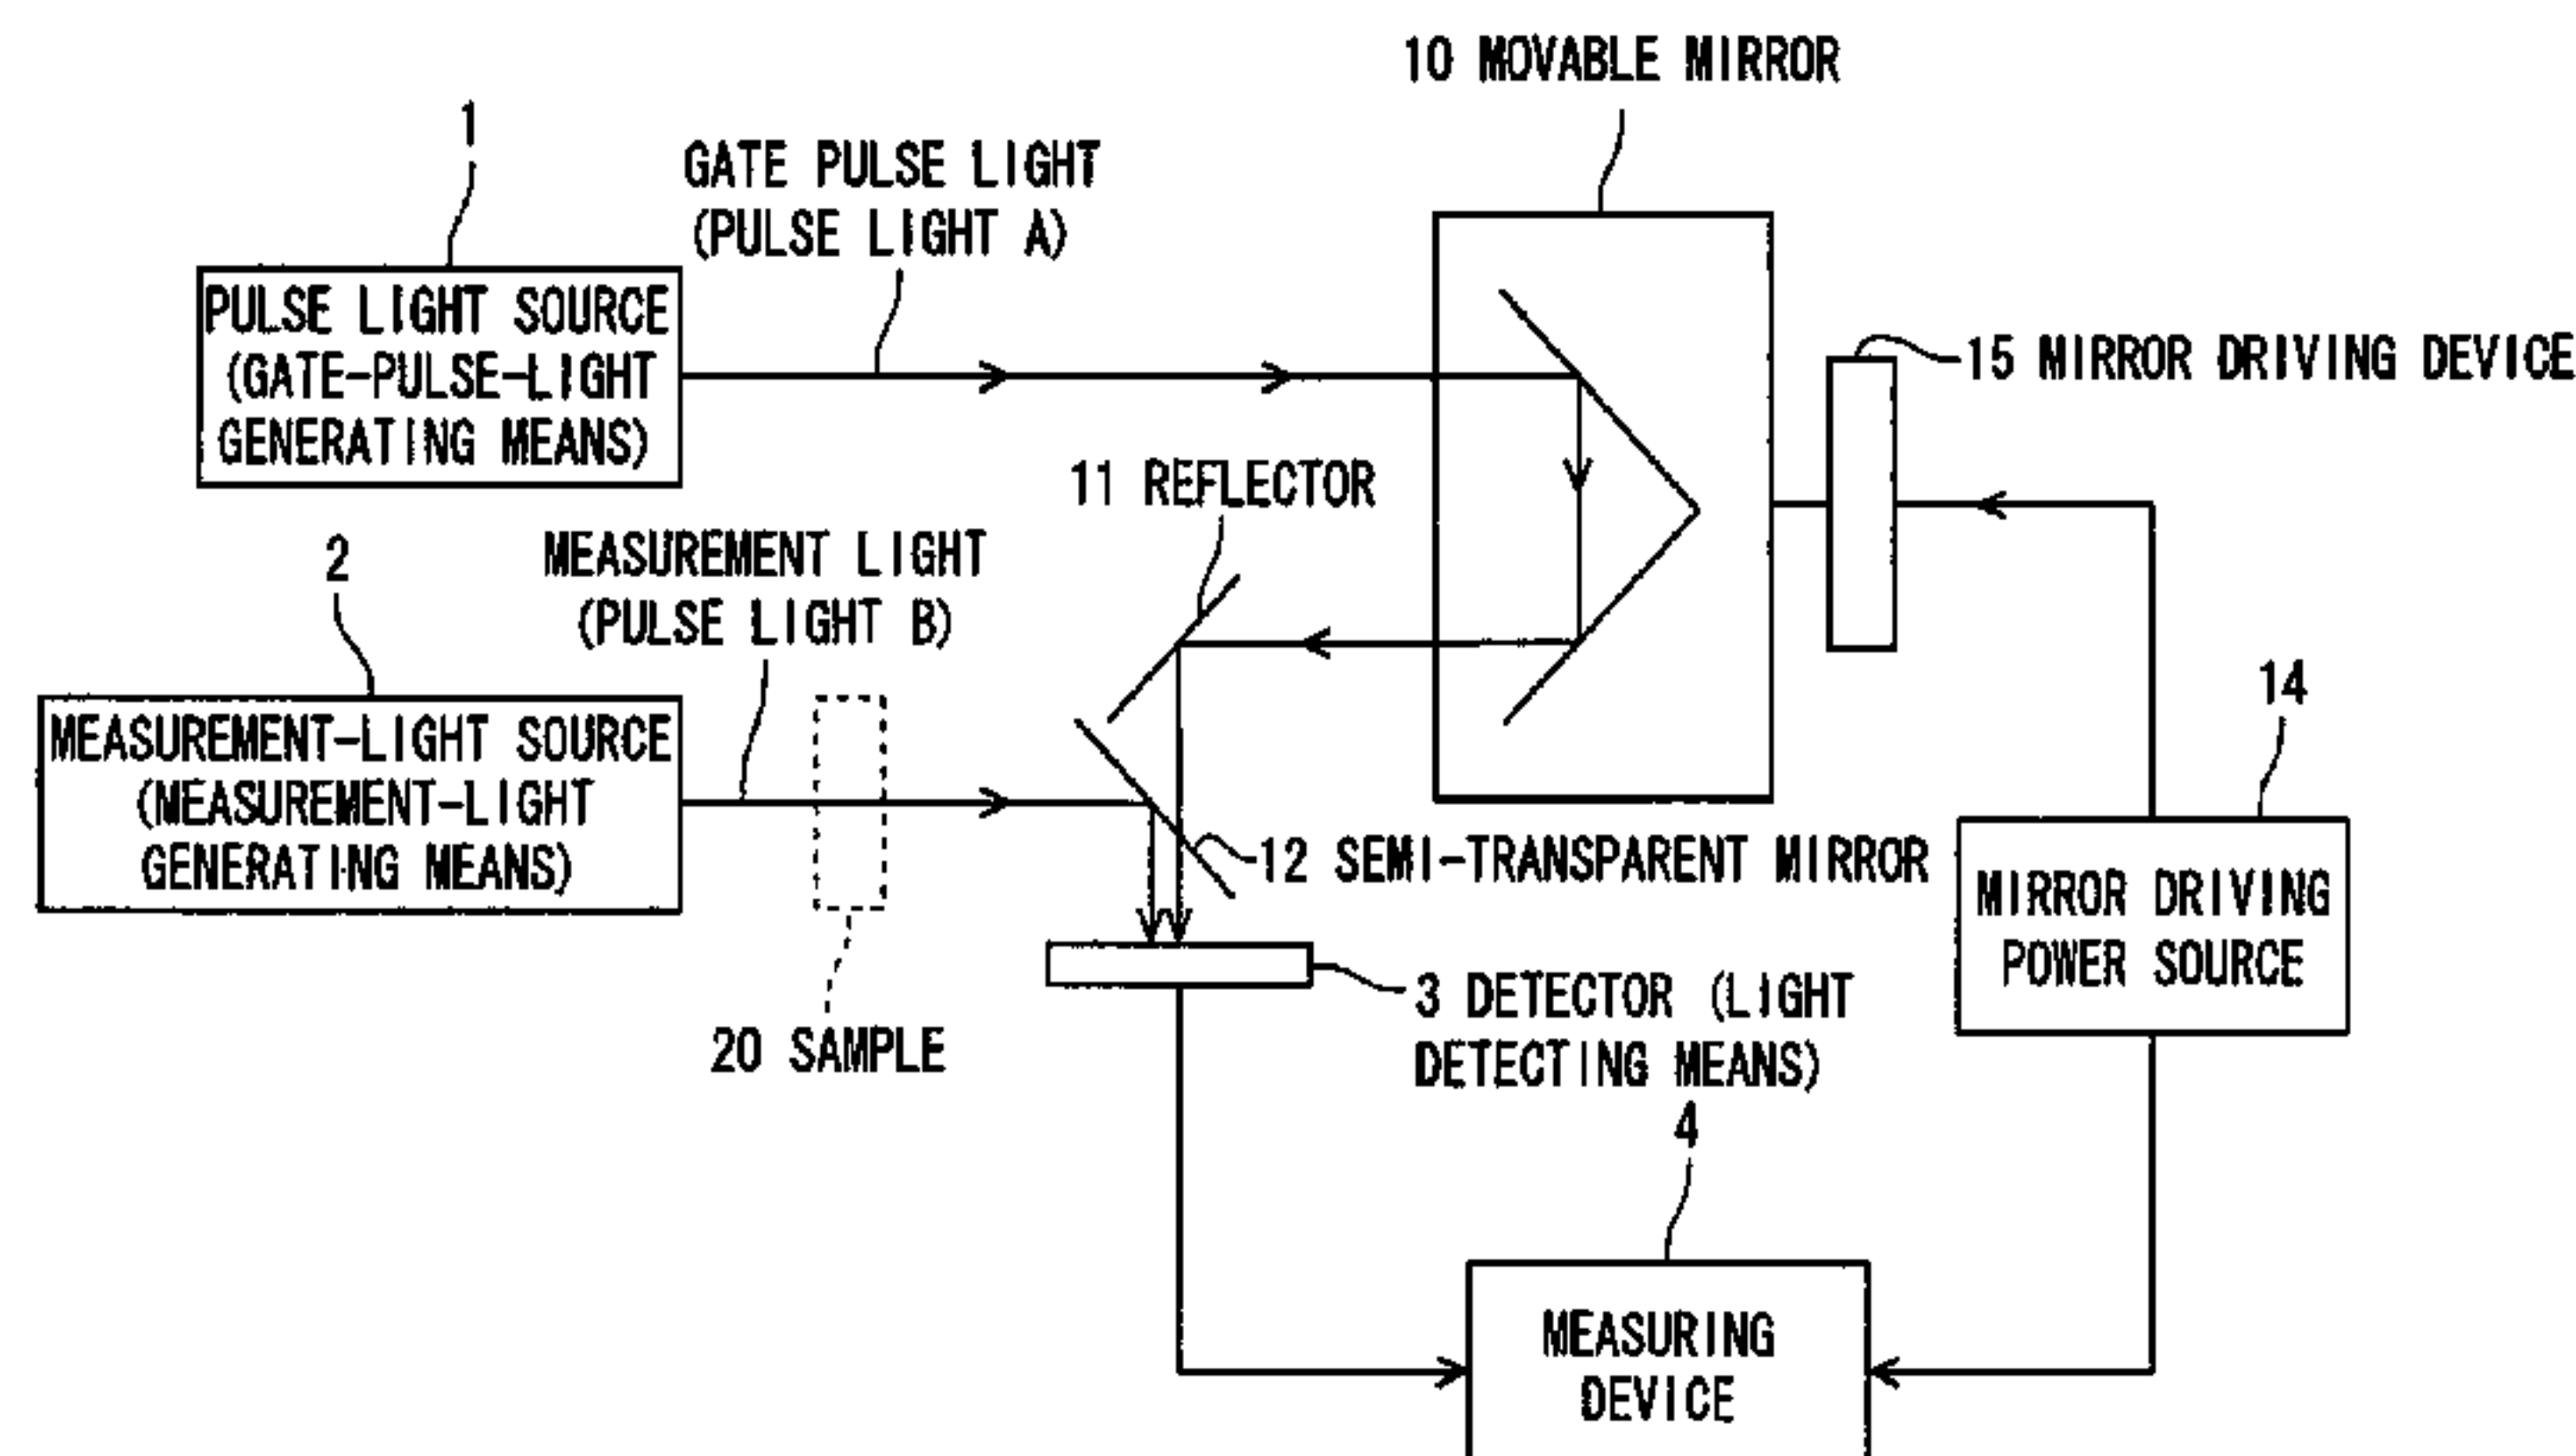 10 MOVABLE MIRROR
1
GATE PULSE LIGHT
(PULSE LIGHT A)
PULSE LIGHT SOURCE
(GATE-PULSE-LIGHT
GENERATING MEANS)
15 MIRROR DRIVING DEVICE
11 REFLECTOR
2
MEASUREMENT LIGHT
(PULSE LIGHT B)
14
MEASUREMENT-LIGHT SOURCE
(MEASUREMENT-LIGHT
GENERATING MEANS)
12 SEMI-TRANSPARENT MIRROR
MIRROR DRIVING
POWER SOURCE
20 SAMPLE
3 DETECTOR (LIGHT
DETECTING MEANS)
4
MEASURING
DEVICE